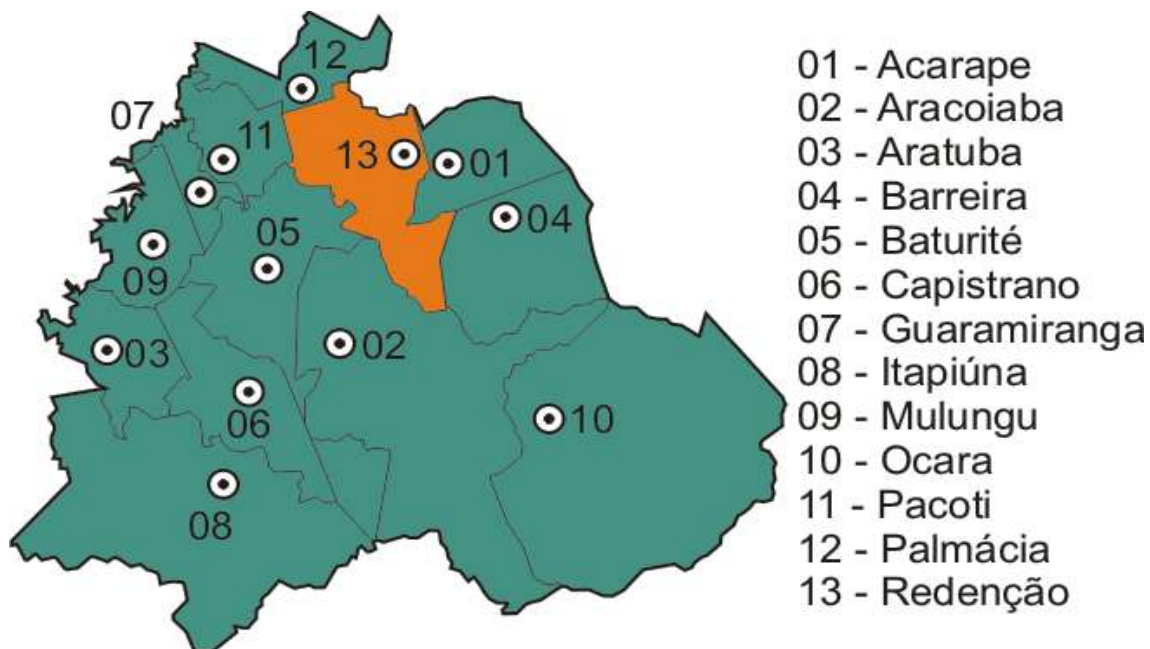 12
07
11
13
01
04
05
09
03
02
06
10
08
01 - Acarape
02 - Aracoiaba
03 - Aratuba
04 - Barreira
05 - Baturité
06 - Capistrano
07 - Guaramiranga
08 - Itapiúna
09 - Mulungu
10 - Ocara
11 - Pacoti
12 - Palmácia
13 - Redenção